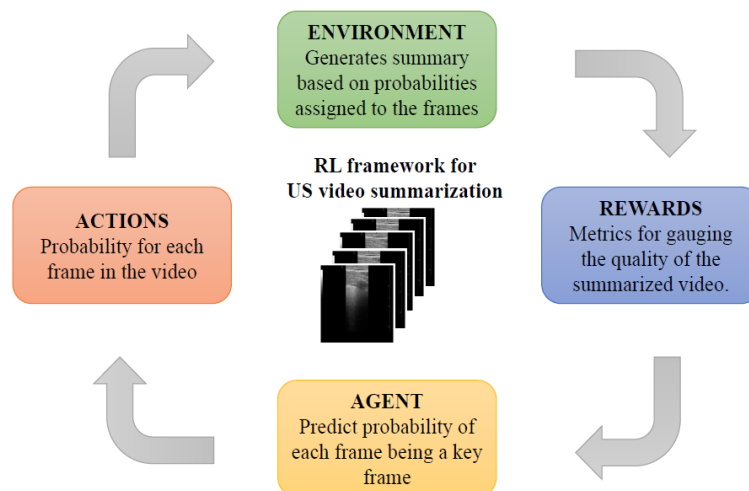 ENVIRONMENT
Generates summary
based on probabilities
assigned to the frames
RL framework for
US video summarization
ACTIONS
Probability for each
frame in the video
REWARDS
Metrics for gauging
the quality of the
summarized video.
AGENT
Predict probability of
each frame being a key
frame